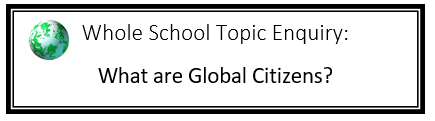 Whole School Topic Enquiry:
What are Global Citizens?